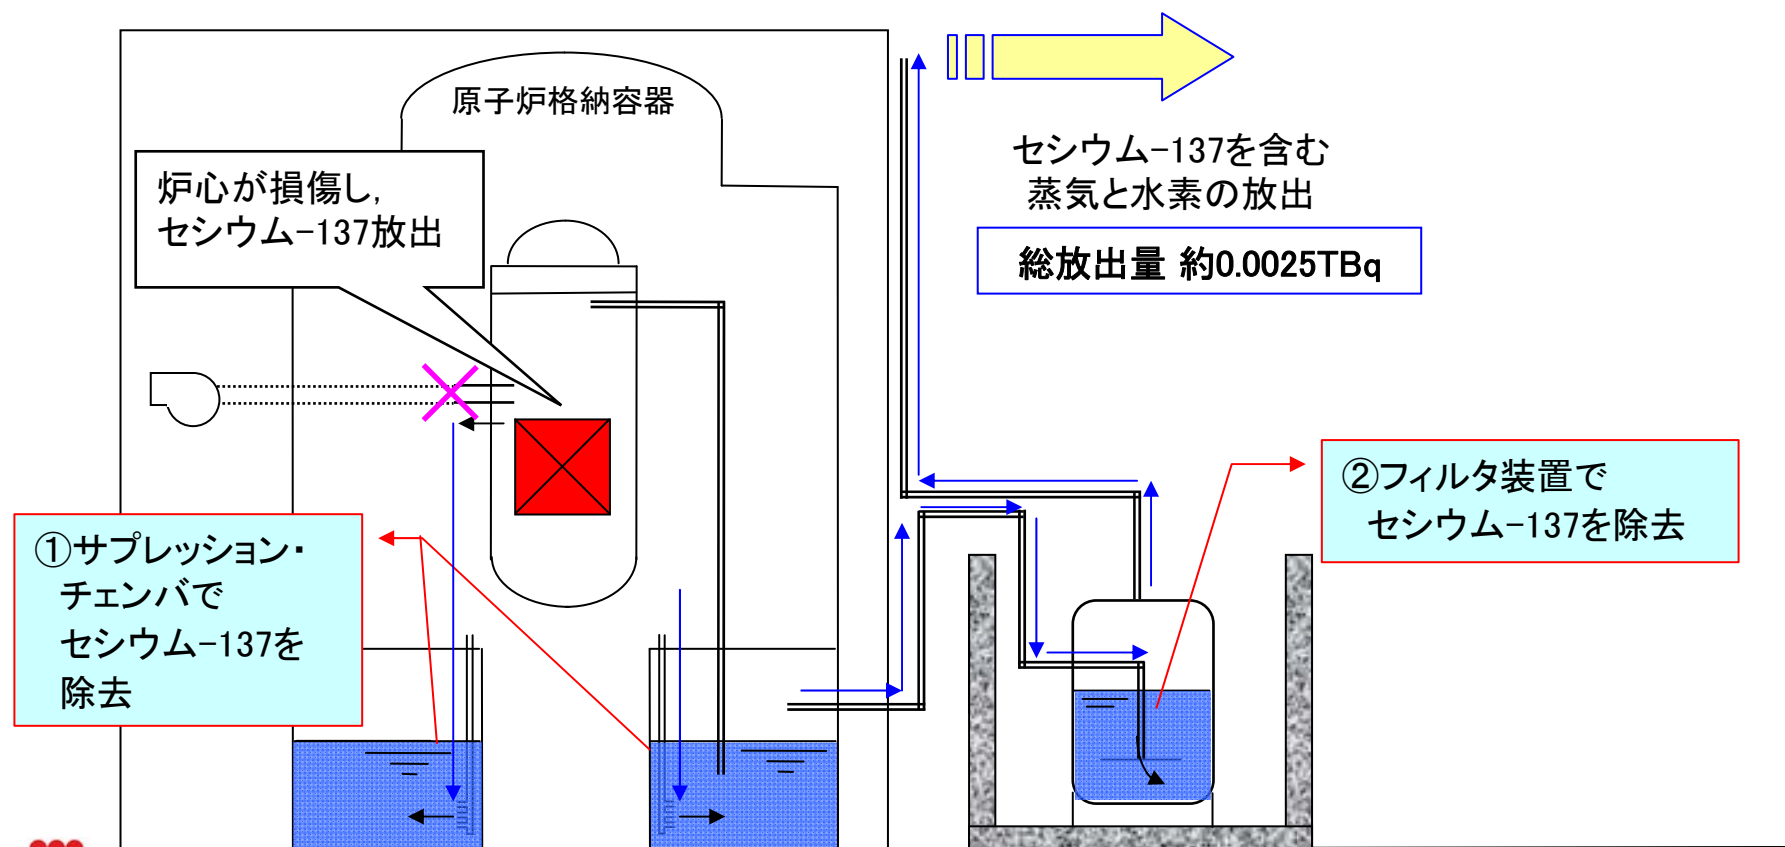 原子炉格納容器
炉心が損傷し,
セシウム-137放出
セシウム-137を含む
蒸気と水素の放出
総放出量 約0.0025TBq
②フィルタ装置で
セシウム-137を除去
①サプレッション・
チェンバで
セシウム-137を
除去